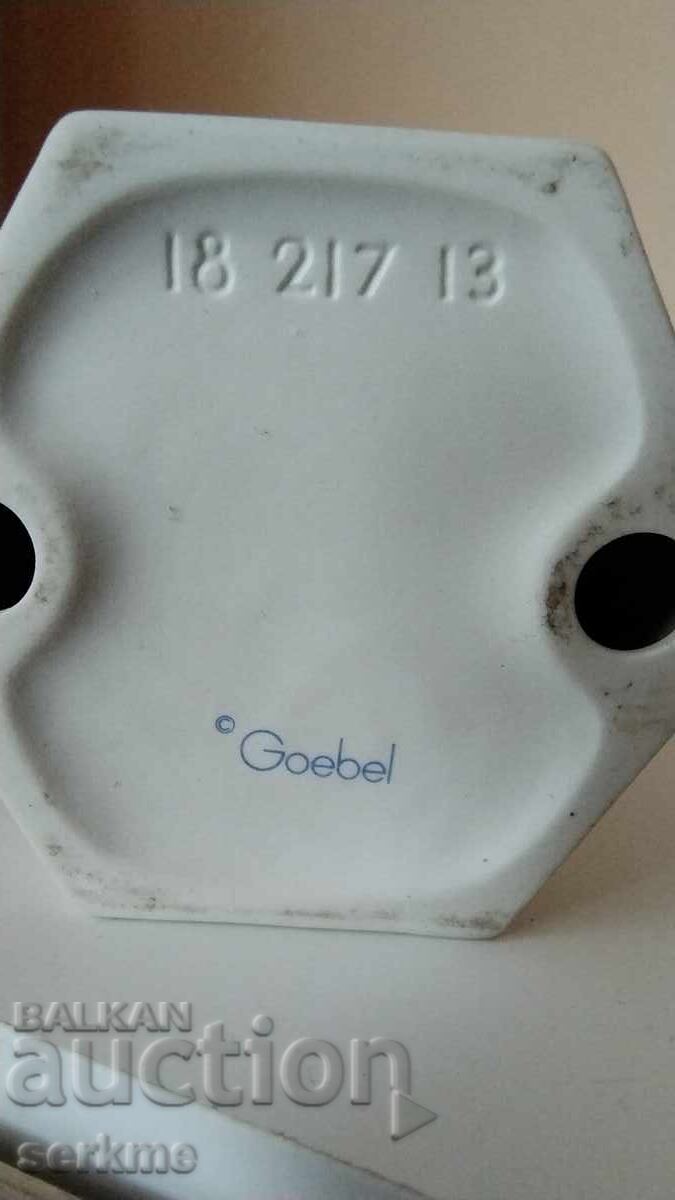 18 217 13
© Goebel
BALKAN
auction
serkme